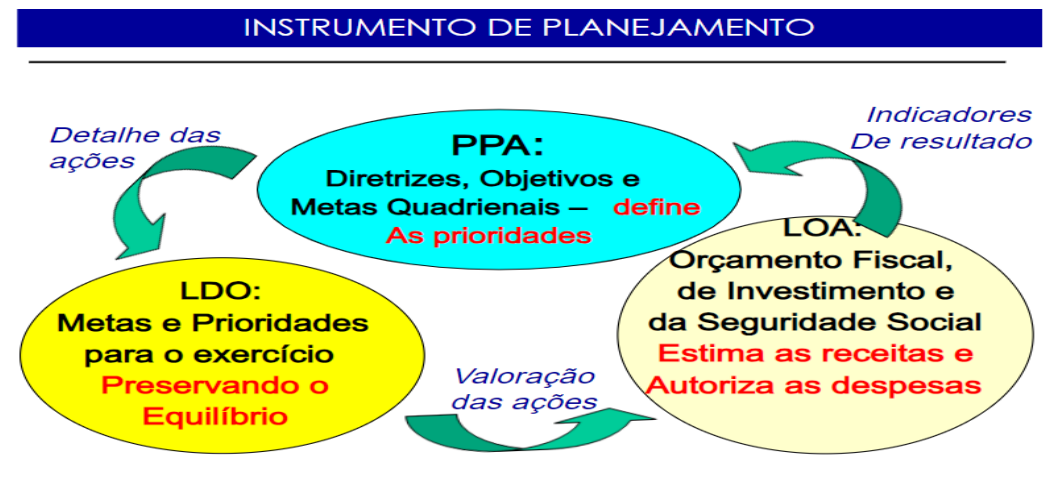 INSTRUMENTO DE PLANEJAMENTO
Detalhe das
ações
PPA:
Diretrizes, Objetivos e
Metas Quadrienais – define
As prioridades
Indicadores
De resultado
LDO:
Metas e Prioridades
para o exercício
Preservando o
Equilíbrio
Valoração
das ações
LOA:
Orçamento Fiscal,
de Investimento e
da Seguridade Social
Estima as receitas e
Autoriza as despesas